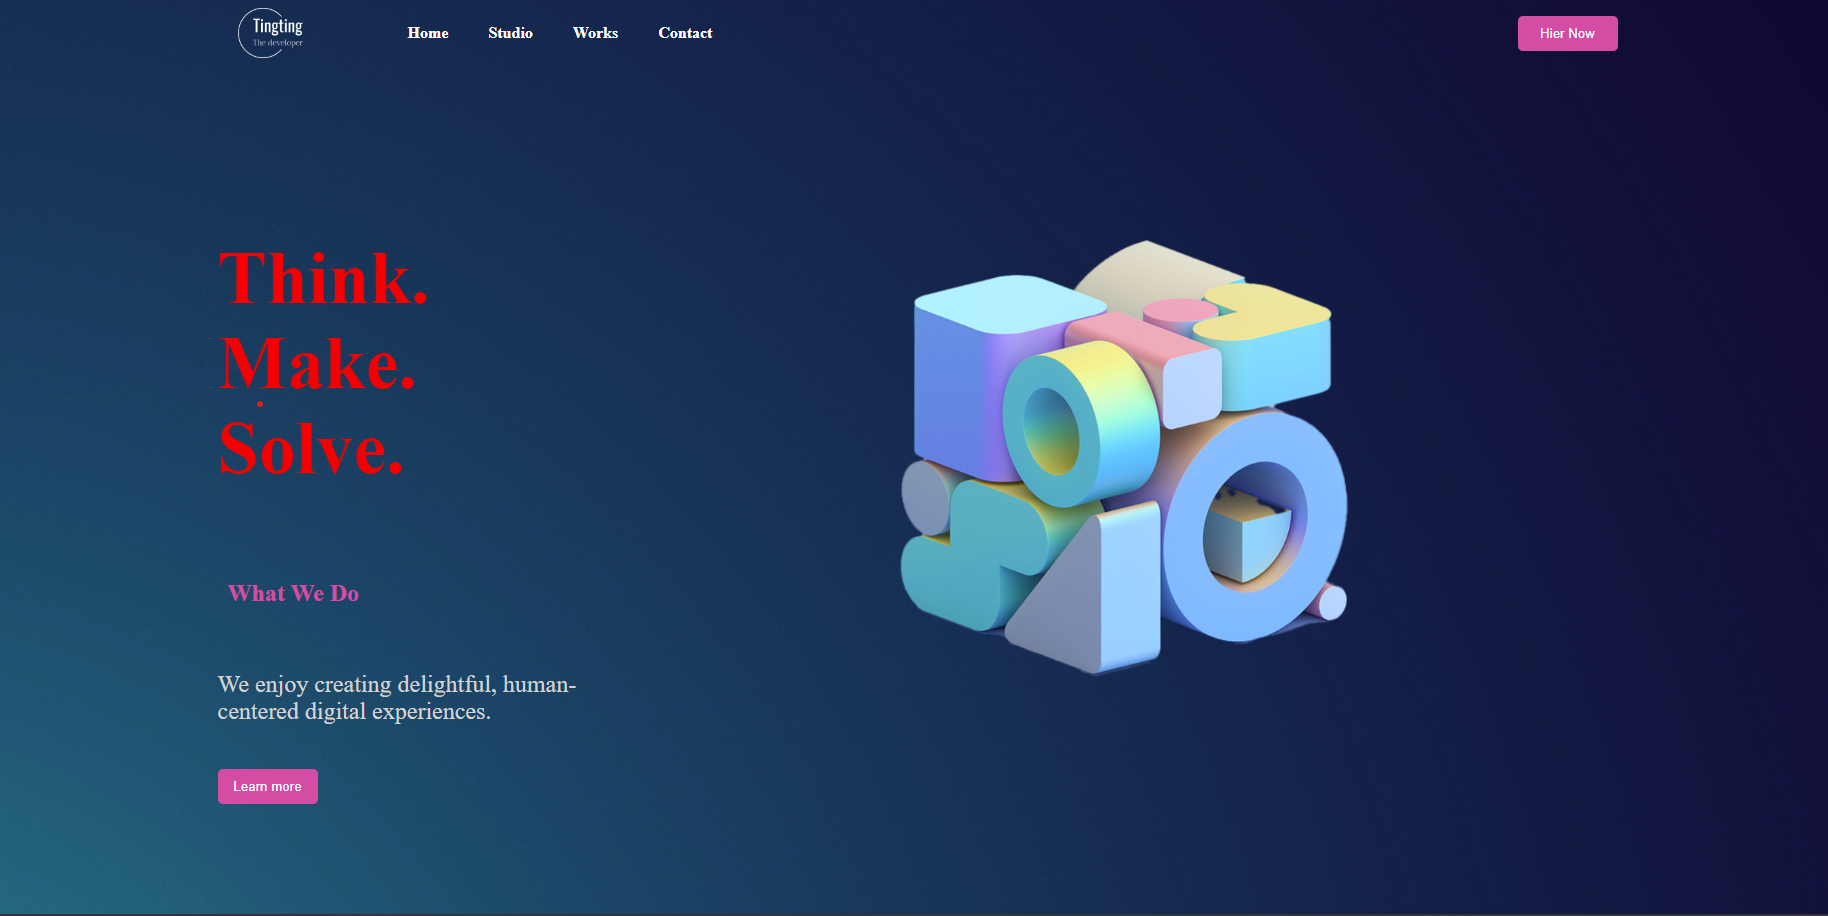 Tingting
The developer
Home
Studio
Works
Contact
Hier Now
Think.
Make.
Solve.
What We Do
We enjoy creating delightful, human-
centered digital experiences.
Learn more